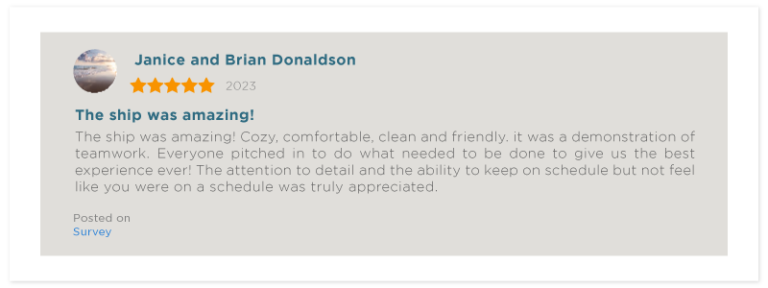 Janice and Brian Donaldson
2023
The ship was amazing!
The ship was amazing! Cozy, comfortable, clean and friendly. it was a demonstration of
teamwork. Everyone pitched in to do what needed to be done to give us the best
experience ever! The attention to detail and the ability to keep on schedule but not feel
like you were on a schedule was truly appreciated.
Posted on
Survey